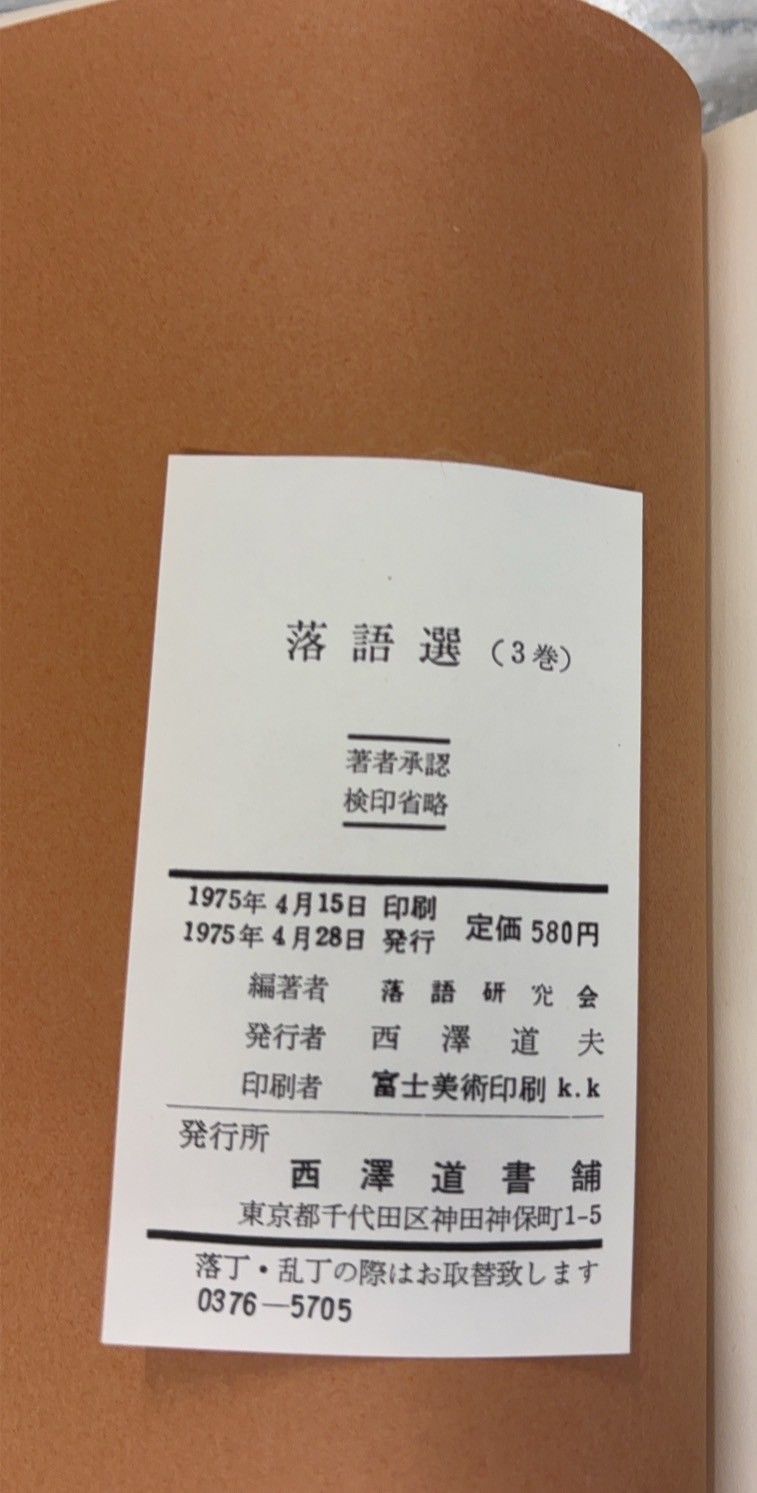 落語選(3巻)
著者承認
検印省略
1975年4月15日 印刷
1975年4月28日 発行
定価 580円
編著者 落語研究会
発行者 西澤道夫
印刷者 富士美術印刷 k.k
発行所
西澤道書舗
東京都千代田区神田神保町1-5
落丁・乱丁の際はお取替致します
0376—5705